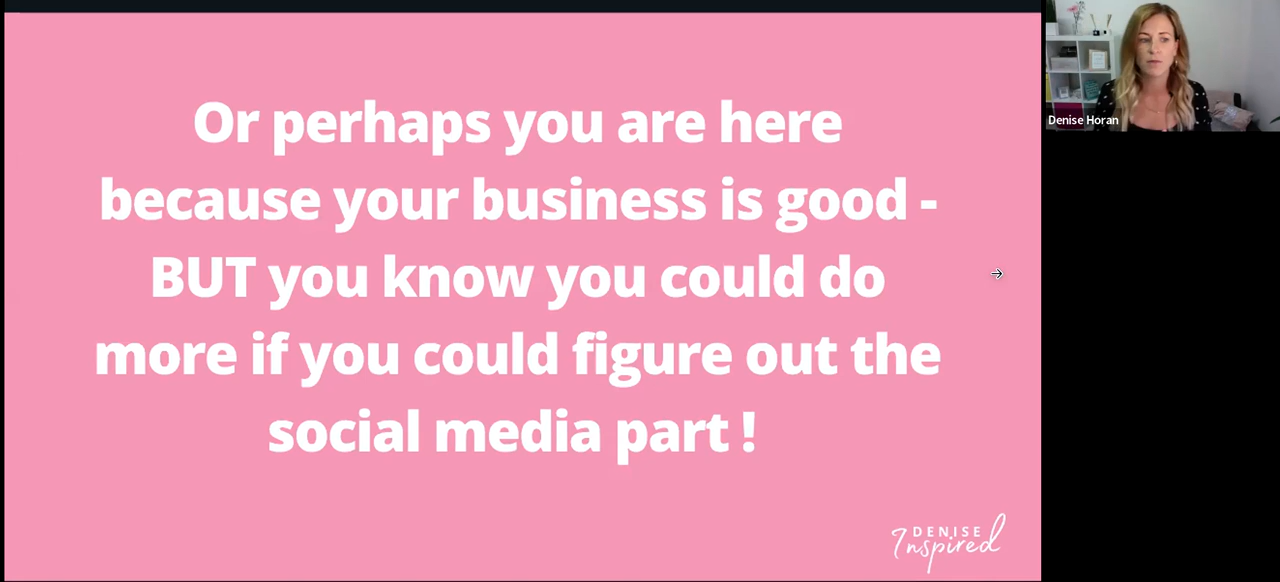 Or perhaps you are here
because your business is good -
BUT you know you could do
more if you could figure out the
social media part !
DENISE
Inspired
Denise Horan